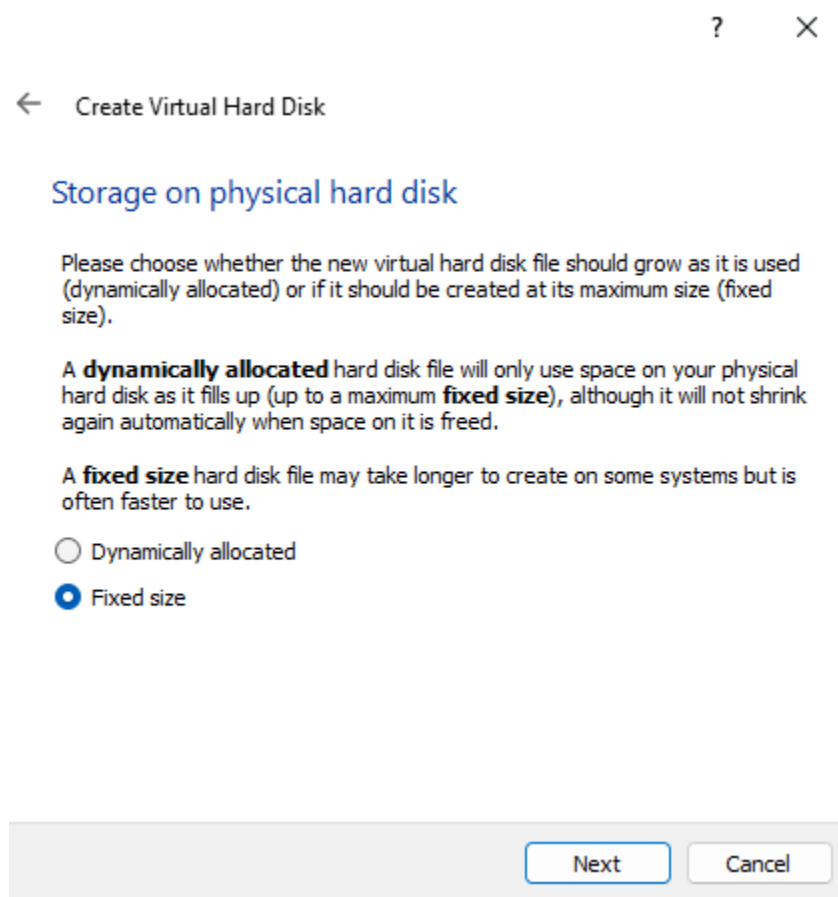 ?
Create Virtual Hard Disk
Storage on physical hard disk
Please choose whether the new virtual hard disk file should grow as it is used
(dynamically allocated) or if it should be created at its maximum size (fixed
size).
A dynamically allocated hard disk file will only use space on your physical
hard disk as it fills up (up to a maximum fixed size), although it will not shrink
again automatically when space on it is freed.
A fixed size hard disk file may take longer to create on some systems but is
often faster to use.
Dynamically allocated
Fixed size
Next Cancel